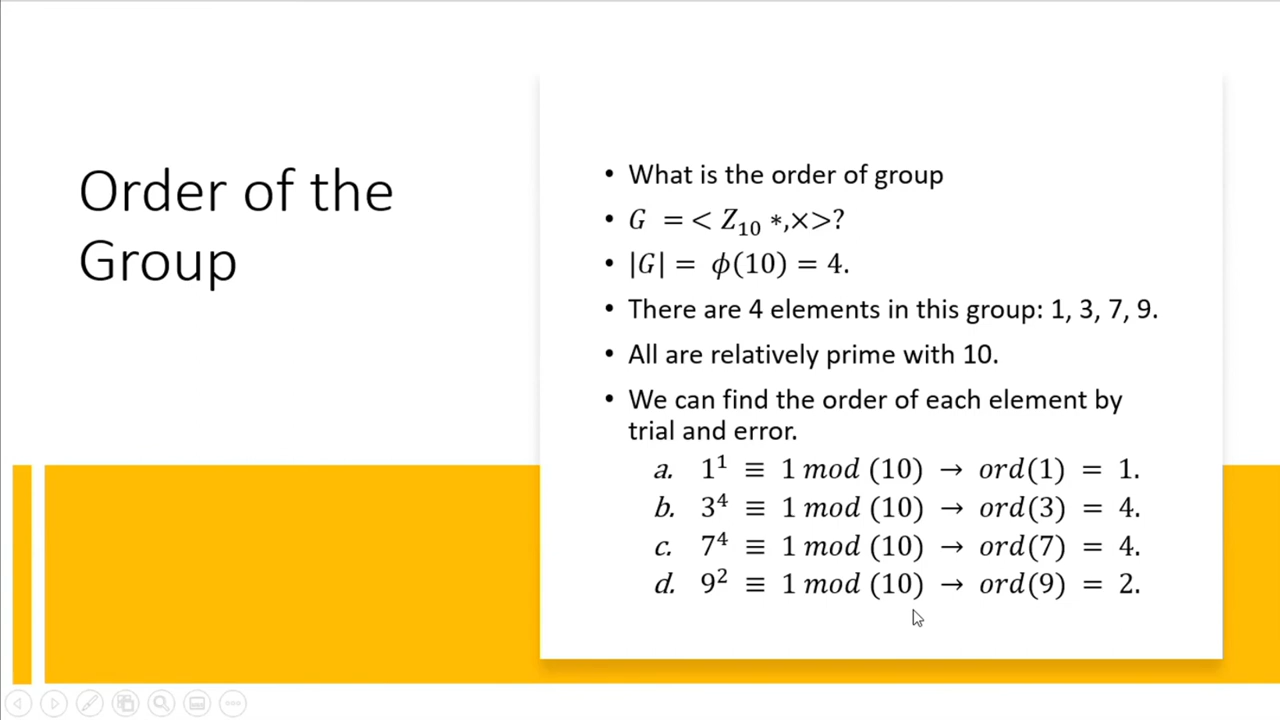 Order of the
Group
• What is the order of group
• 𝐺 = < 𝑍₁₀ ∗,×>?
• |𝐺| = 𝜙(10) = 4.
• There are 4 elements in this group: 1, 3, 7, 9.
• All are relatively prime with 10.
• We can find the order of each element by
trial and error.
a. 1¹ ≡ 1 mod (10) → ord(1) = 1.
b. 3⁴ ≡ 1 mod (10) → ord(3) = 4.
c. 7⁴ ≡ 1 mod (10) → ord(7) = 4.
d. 9² ≡ 1 mod (10) → ord(9) = 2.